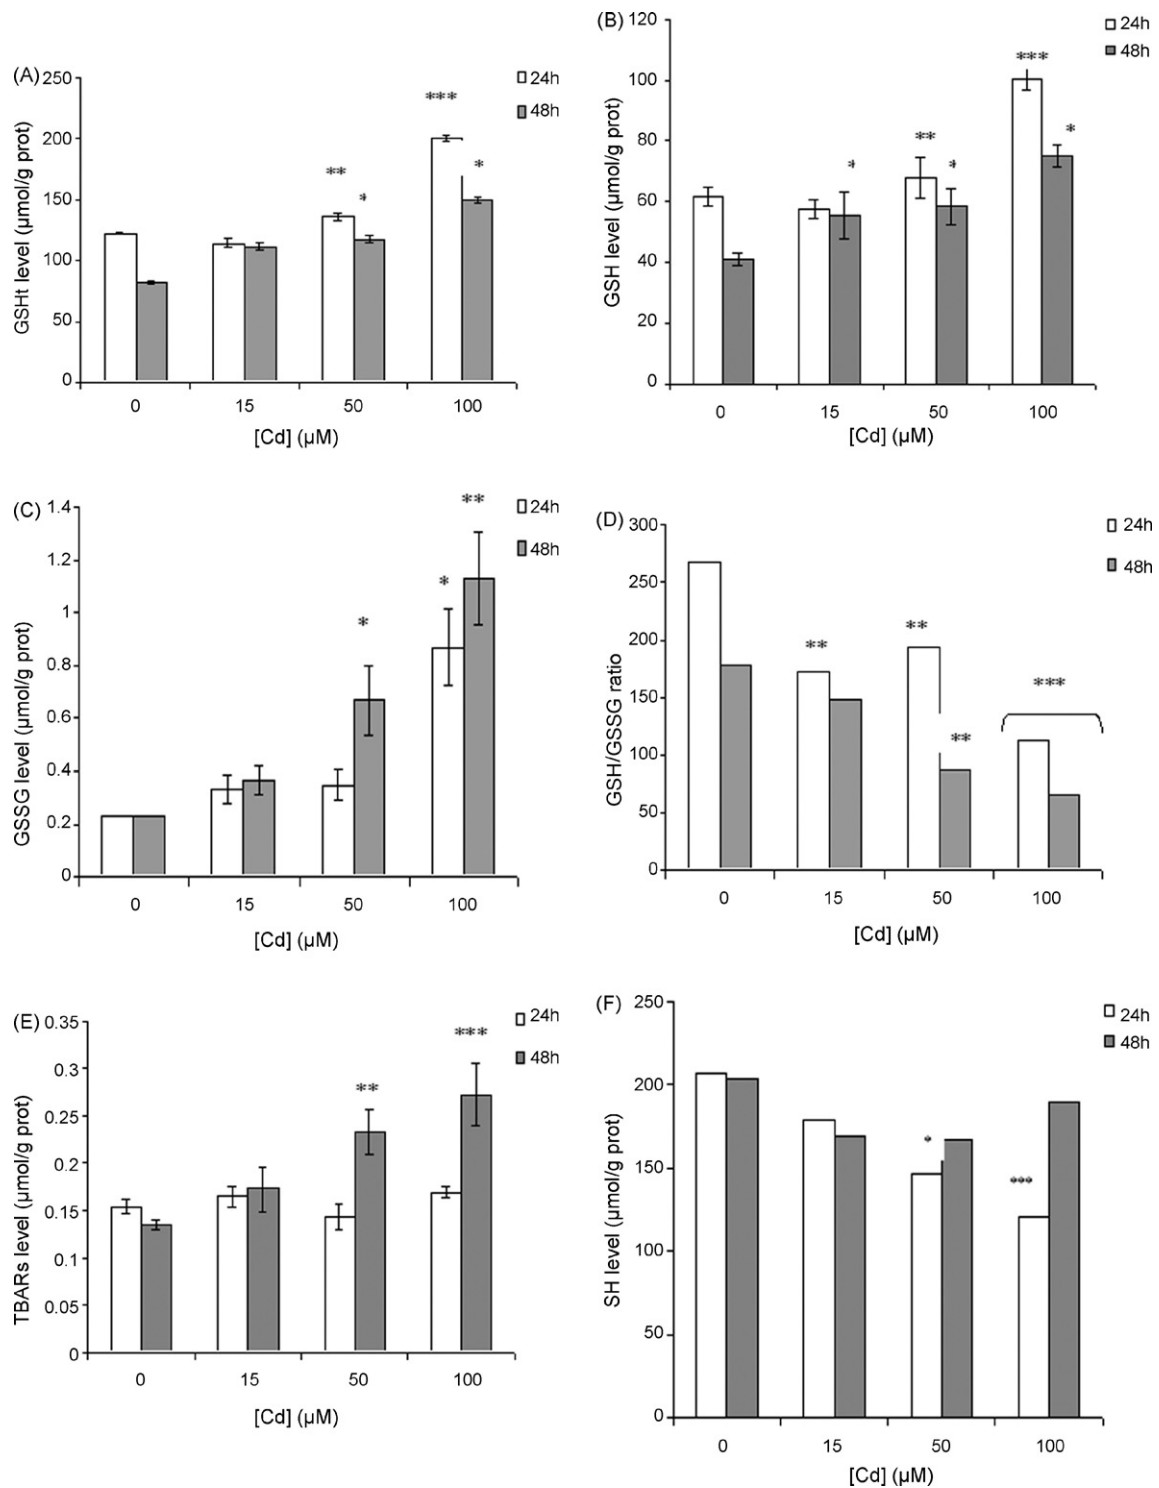 (A)
GSHt level (µmol/g prot)
250
200
150
100
50
0
***
**
*
*
24h
48h
0 15 50 100
[Cd] (µM)
(B)
GSH level (µmol/g prot)
120
100
80
60
40
20
0
***
*
**
*
*
24h
48h
0 15 50 100
[Cd] (µM)
(C)
GSSG level (µmol/g prot)
1.4
1.2
1
0.8
0.6
0.4
0.2
0
**
*
*
24h
48h
0 15 50 100
[Cd] (µM)
(D)
GSH/GSSG ratio
300
250
200
150
100
50
0
**
**
**
***
24h
48h
0 15 50 100
[Cd] (µM)
(E)
TBARs level (µmol/g prot)
0.35
0.3
0.25
0.2
0.15
0.1
0.05
0
***
**
24h
48h
0 15 50 100
[Cd] (µM)
(F)
SH level (µmol/g prot)
250
200
150
100
50
0
*
***
24h
48h
0 15 50 100
[Cd] (µM)